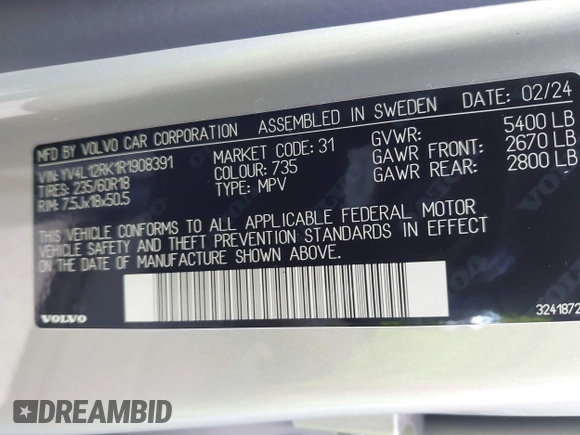 MFD. BY VOLVO CAR CORPORATION ASSEMBLED IN SWEDEN DATE: 02/24
VIN: YV4L12RK1R1908391 MARKET CODE: 31 GVWR: 5400 LB
TIRES: 235/60R18 COLOUR: 735 GAWR FRONT: 2670 LB
RIM: 7.5Jx18x50.5 TYPE: MPV GAWR REAR: 2800 LB
THIS VEHICLE CONFORMS TO ALL APPLICABLE FEDERAL MOTOR
VEHICLE SAFETY AND THEFT PREVENTION STANDARDS IN EFFECT
ON THE DATE OF MANUFACTURE SHOWN ABOVE.
VOLVO 3241872
DREAMBID